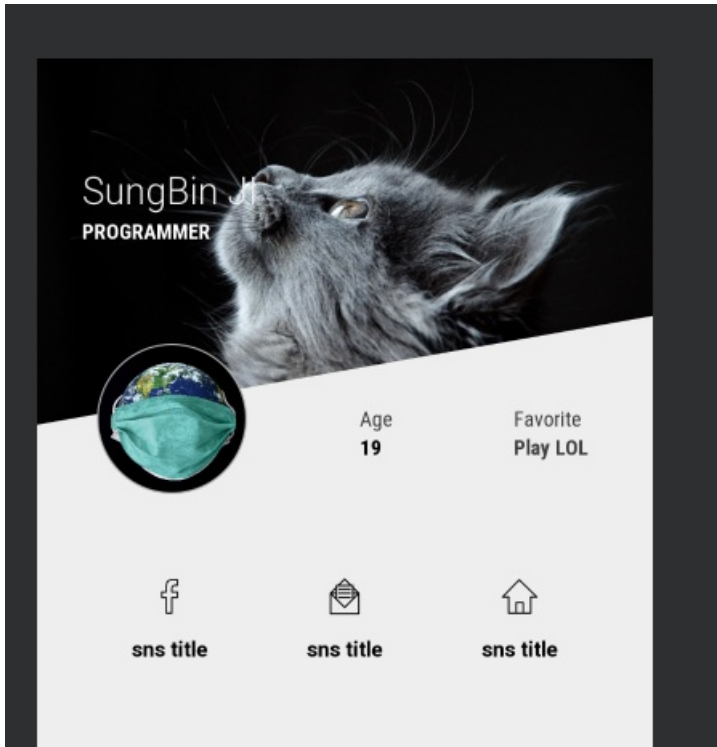 SungBin JI
PROGRAMMER
Age
19
Favorite
Play LOL
sns title
sns title
sns title